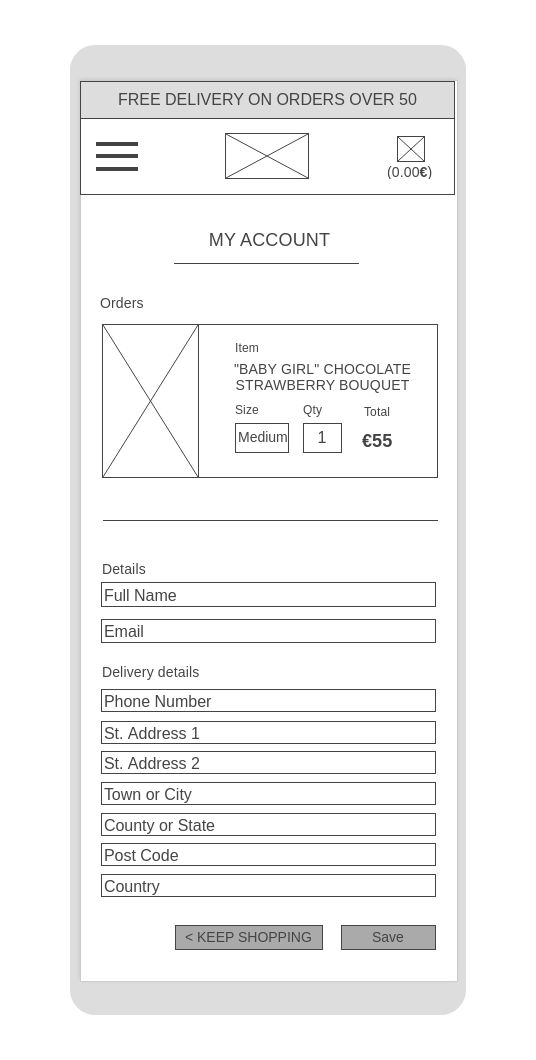 FREE DELIVERY ON ORDERS OVER 50
(0.00€)
MY ACCOUNT
Orders
Item
"BABY GIRL" CHOCOLATE
STRAWBERRY BOUQUET
Size Qty Total
Medium 1 €55
Details
Full Name
Email
Delivery details
Phone Number
St. Address 1
St. Address 2
Town or City
County or State
Post Code
Country
< KEEP SHOPPING Save